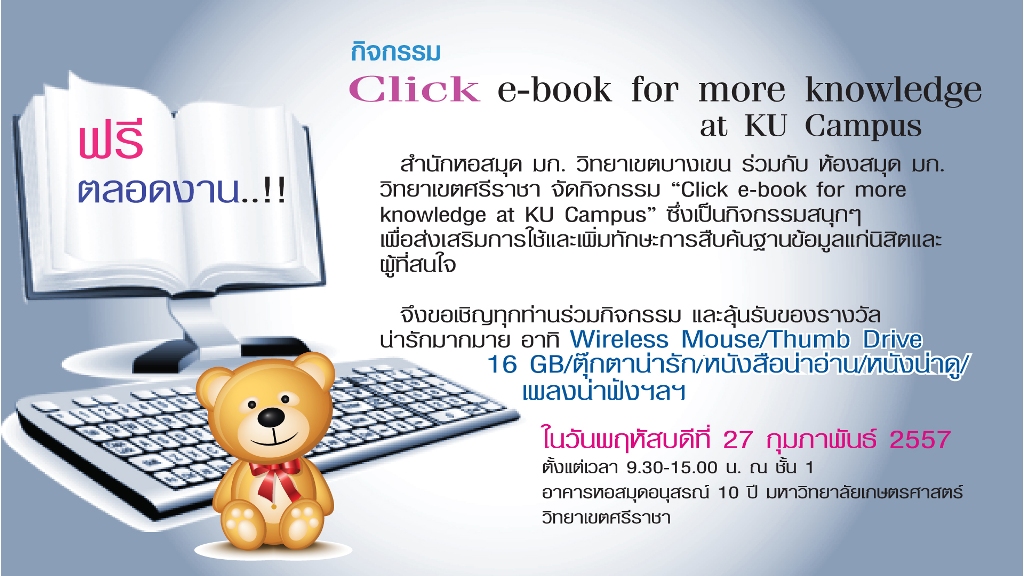 ฟรี
ตลอดงาน..!!
กิจกรรม
Click e-book for more knowledge
at KU Campus
สำนักหอสมุด มก. วิทยาเขตบางเขน ร่วมกับ ห้องสมุด มก.
วิทยาเขตศรีราชา จัดกิจกรรม “Click e-book for more
knowledge at KU Campus” ซึ่งเป็นกิจกรรมสนุกๆ
เพื่อส่งเสริมการใช้และเพิ่มทักษะการสืบค้นฐานข้อมูลแก่นิสิตและ
ผู้ที่สนใจ
จึงขอเชิญทุกท่านร่วมกิจกรรม และลุ้นรับของรางวัล
น่ารักมากมาย อาทิ Wireless Mouse/Thumb Drive
16 GB/ตุ๊กตาน่ารัก/หนังสือน่าอ่าน/หนังน่าดู/
เพลงน่าฟังฯลฯ
ในวันพฤหัสบดีที่ 27 กุมภาพันธ์ 2557
ตั้งแต่เวลา 9.30-15.00 น. ณ ชั้น 1
อาคารหอสมุดอนุสรณ์ 10 ปี มหาวิทยาลัยเกษตรศาสตร์
วิทยาเขตศรีราชา